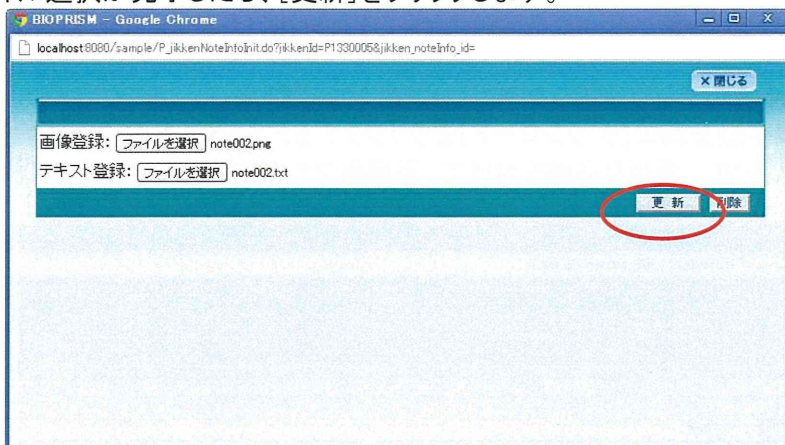 選択が完了したら、[更新]をクリックします。
BIOPRISM - Google Chrome
localhost:8080/sample/P_jikkenNoteInfoInit.do?jikkenId=P1330005&jikken_noteInfo_id=
×閉じる
画像登録: ファイルを選択 note002.png
テキスト登録: ファイルを選択 note002.txt
更 新 削除